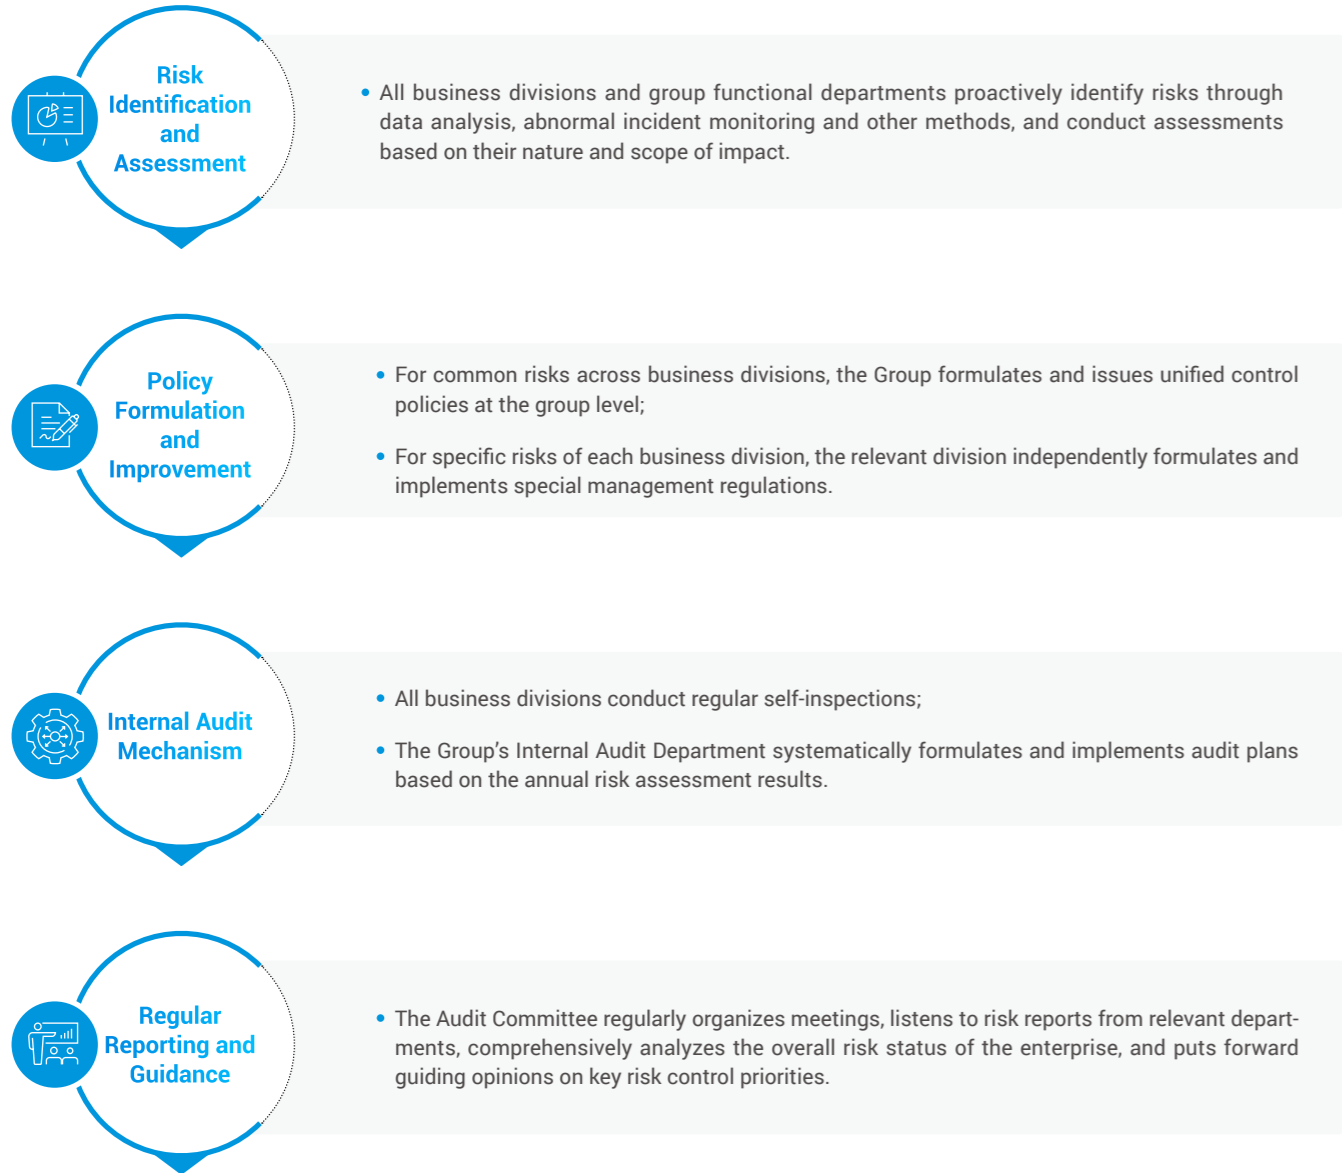 Risk
Identification
and
Assessment
• All business divisions and group functional departments proactively identify risks through
data analysis, abnormal incident monitoring and other methods, and conduct assessments
based on their nature and scope of impact.
Policy
Formulation
and
Improvement
• For common risks across business divisions, the Group formulates and issues unified control
policies at the group level;
• For specific risks of each business division, the relevant division independently formulates and
implements special management regulations.
Internal Audit
Mechanism
• All business divisions conduct regular self-inspections;
• The Group’s Internal Audit Department systematically formulates and implements audit plans
based on the annual risk assessment results.
Regular
Reporting and
Guidance
• The Audit Committee regularly organizes meetings, listens to risk reports from relevant depart-
ments, comprehensively analyzes the overall risk status of the enterprise, and puts forward
guiding opinions on key risk control priorities.